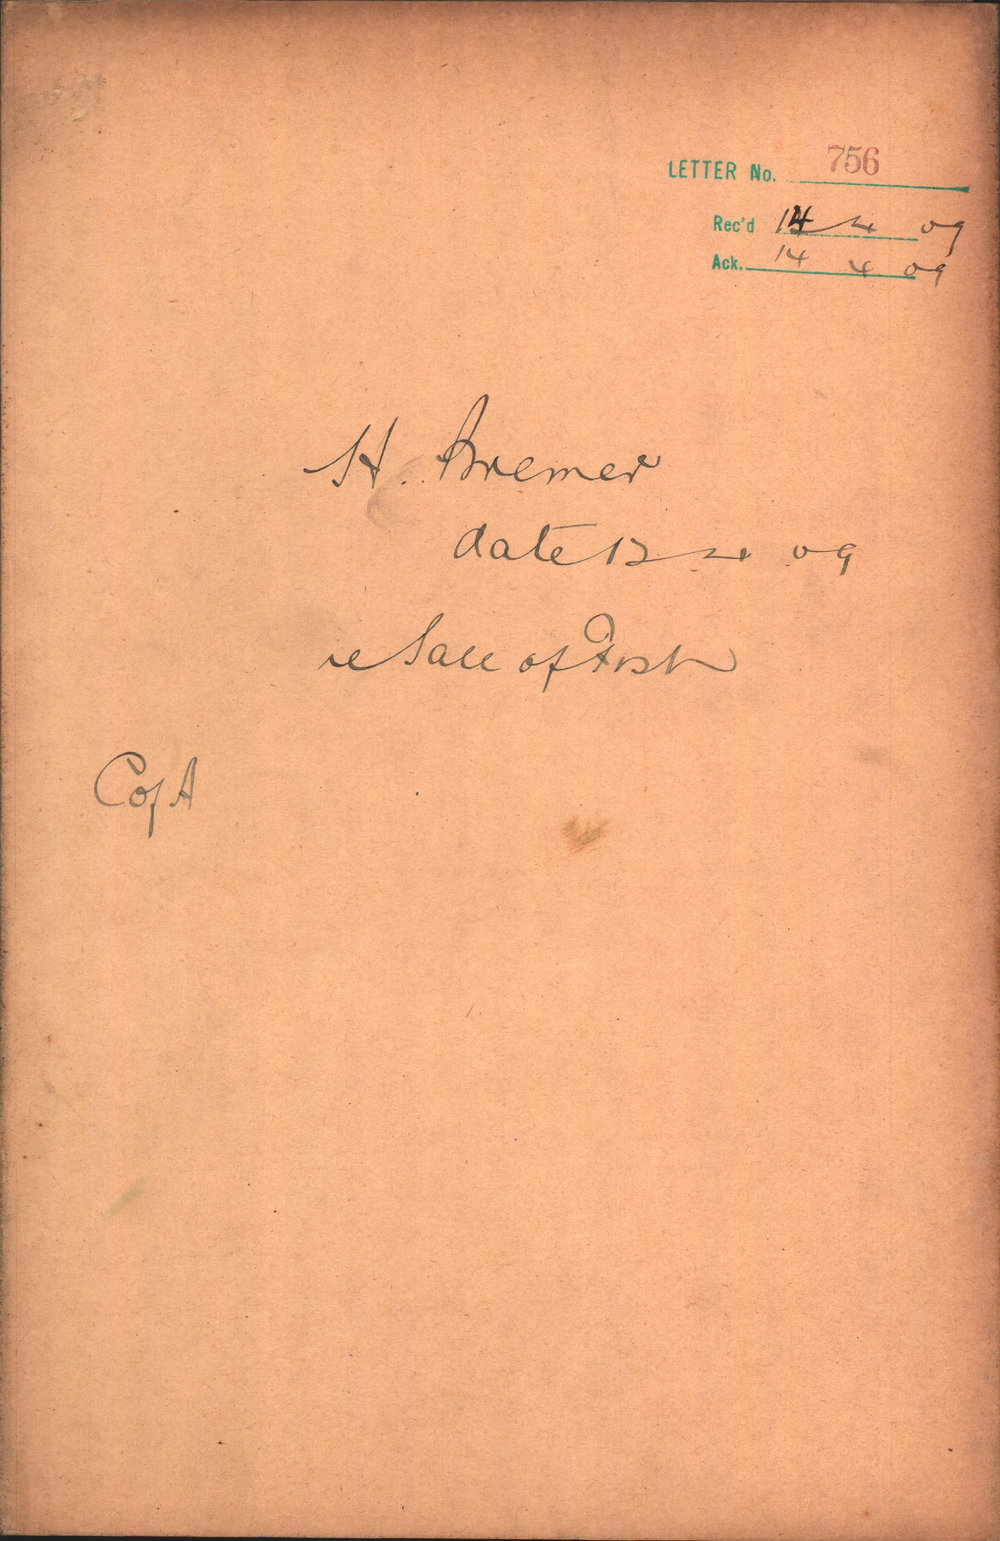 LETTER No. 756
Rec'd 14 4 09
Ack. 14 4 09
H. Bremer
date 12 4 09
re Sale of Fish
C of A